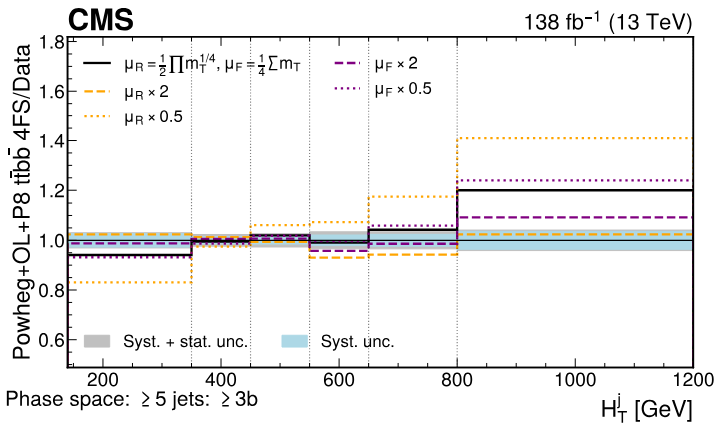 CMS 138 fb⁻¹ (13 TeV)
Powheg+OL+P8 tt̄bb̄ 4FS/Data
1.8
1.6
1.4
1.2
1.0
0.8
0.6
μ_R = ½∏m_T^{1/4}, μ_F = ¼∑m_T
μ_R × 2
μ_R × 0.5
μ_F × 2
μ_F × 0.5
Syst. + stat. unc. Syst. unc.
200 400 600 800 1000 1200
Phase space: ≥ 5 jets: ≥ 3b
H_T^j [GeV]